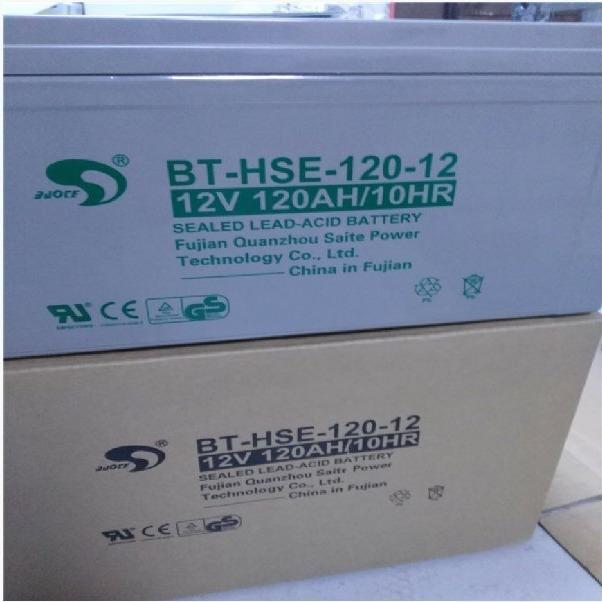 BT-HSE-120-12
12V 120AH/10HR
SEALED LEAD-ACID BATTERY
Fujian Quanzhou Saite Power
Technology Co., Ltd.
China in Fujian
CE
GS
Pb
BT-HSE-120-12
12V 120AH/10HR
SEALED LEAD-ACID BATTERY
Fujian Quanzhou Saite Power
Technology Co., Ltd.
China in Fujian
CE
GS